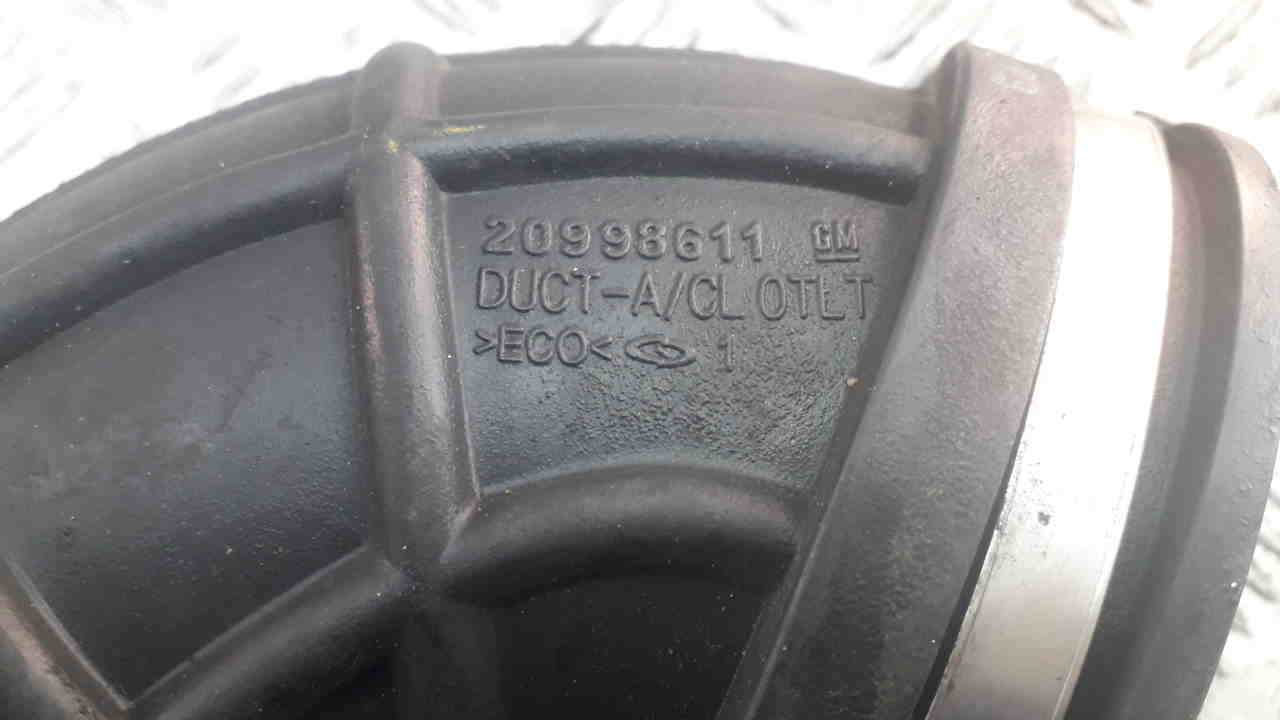 20998611 GM
DUCT-A/CL OTLT
>ECO< 1